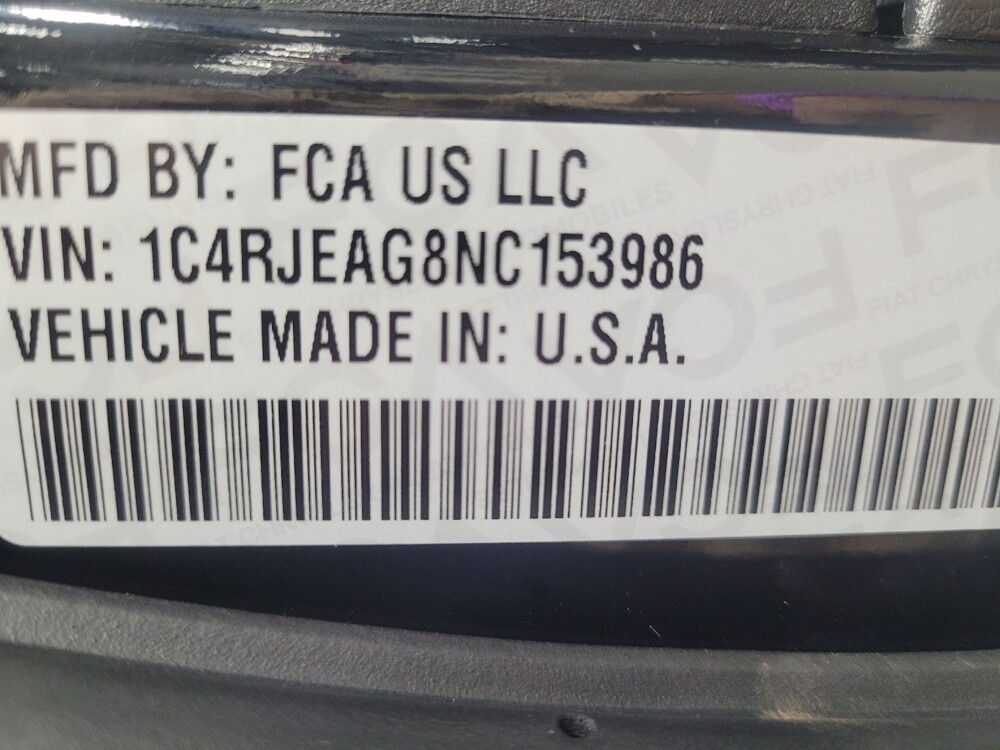 MFD BY: FCA US LLC
VIN: 1C4RJEAG8NC153986
VEHICLE MADE IN: U.S.A.